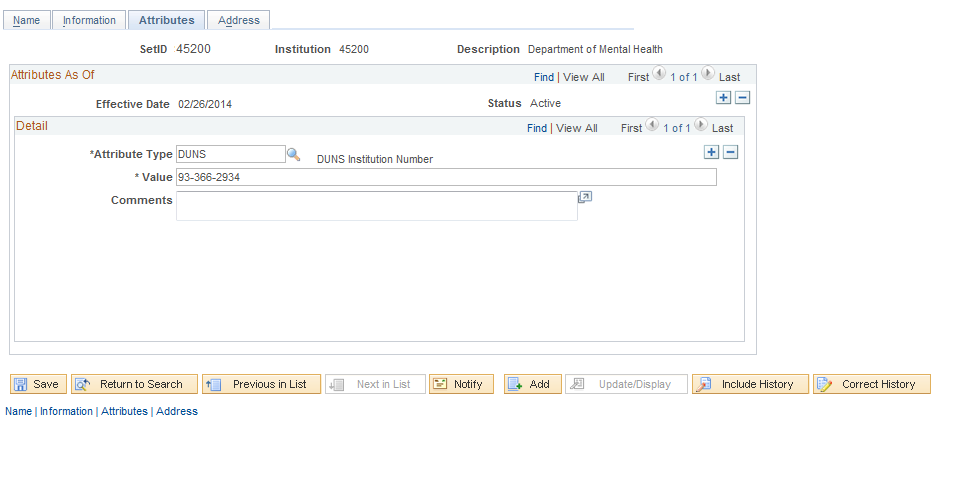 Name Information Attributes Address
SetID 45200 Institution 45200 Description Department of Mental Health
Attributes As Of Find | View All First 1 of 1 Last
Effective Date 02/26/2014 Status Active
Detail Find | View All First 1 of 1 Last
*Attribute Type DUNS DUNS Institution Number
* Value 93-366-2934
Comments
Save Return to Search Previous in List Next in List Notify Add Update/Display Include History Correct History
Name | Information | Attributes | Address